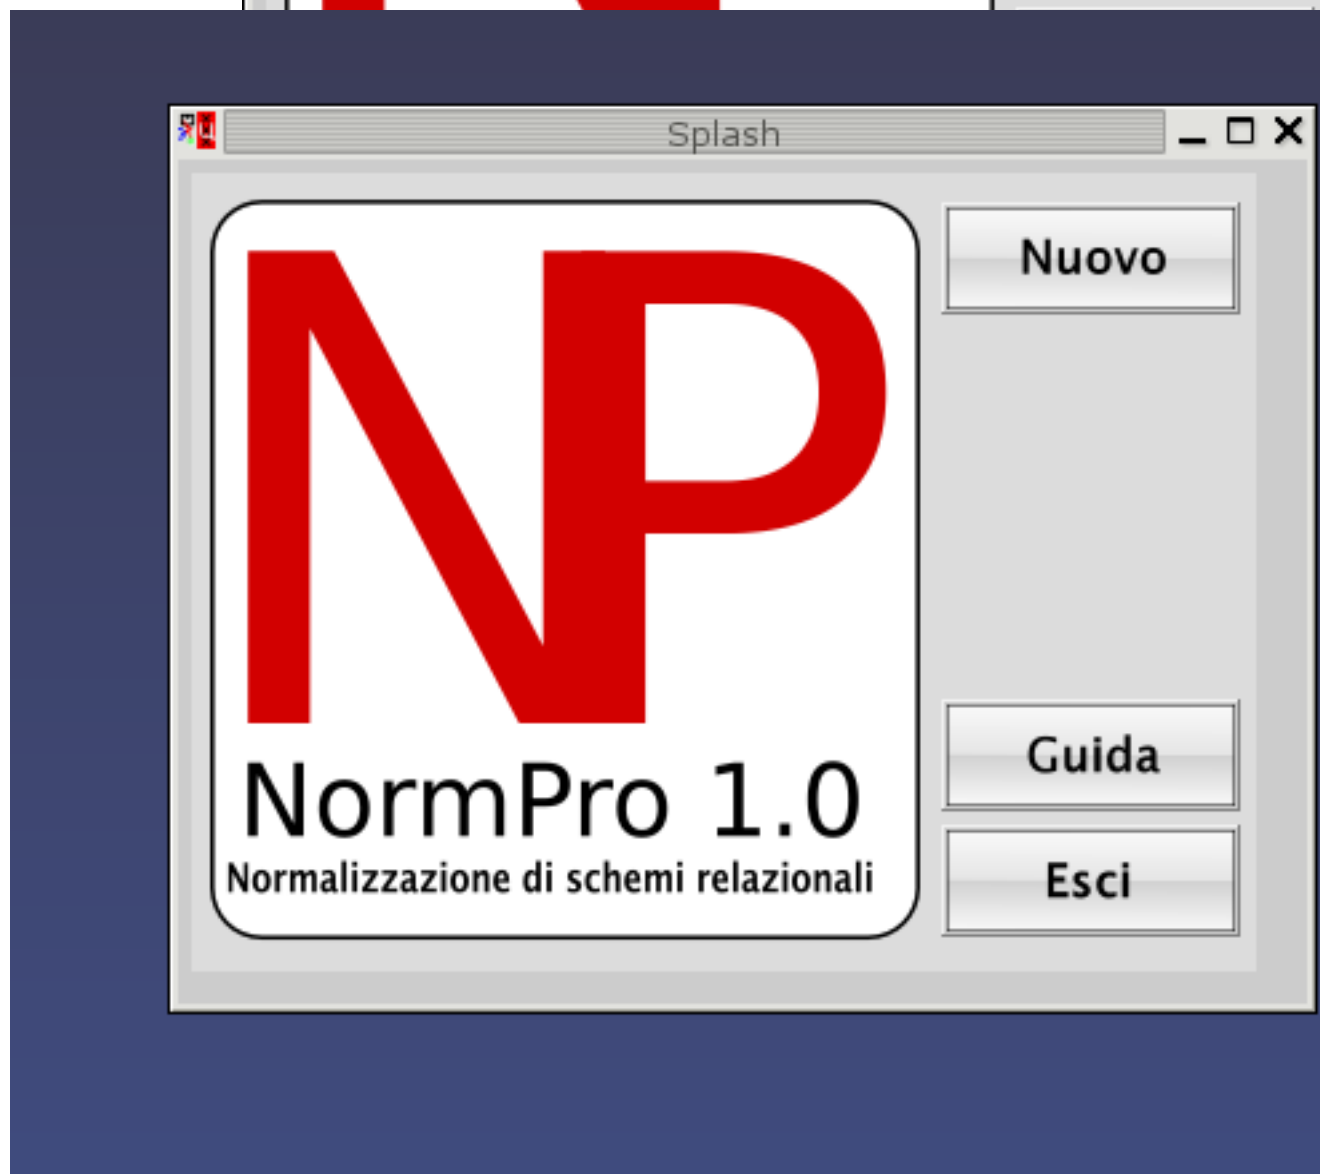 Splash
NP
Nuovo
NormPro 1.0
Normalizzazione di schemi relazionali
Guida
Esci